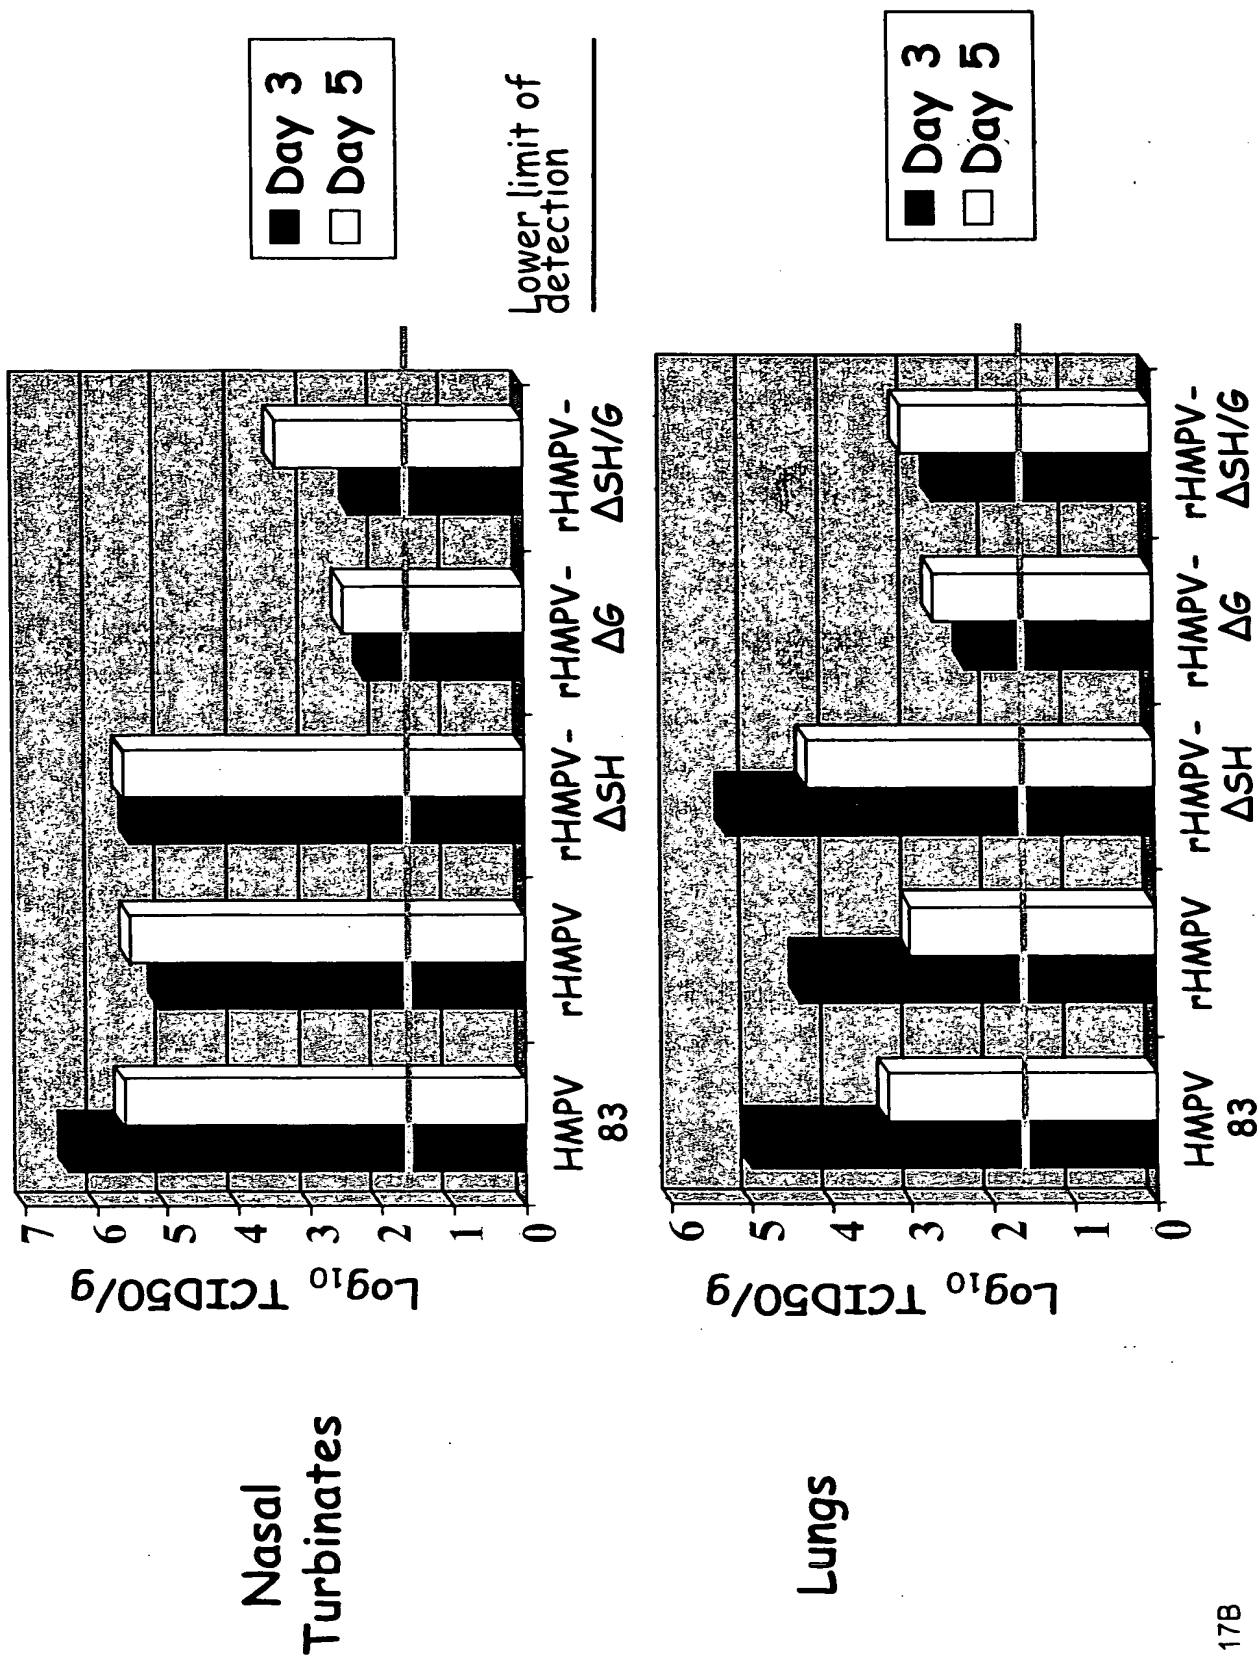 Nasal
Turbinates
Log₁₀ TCID50/g
7
6
5
4
3
2
1
0
HMPV
83
rHMPV
rHMPV-
ΔSH
rHMPV-
ΔG
rHMPV-
ΔSH/G
Day 3
Day 5
Lower limit of
detection
Lungs
Log₁₀ TCID50/g
6
5
4
3
2
1
0
HMPV
83
rHMPV
rHMPV-
ΔSH
rHMPV-
ΔG
rHMPV-
ΔSH/G
Day 3
Day 5
17B